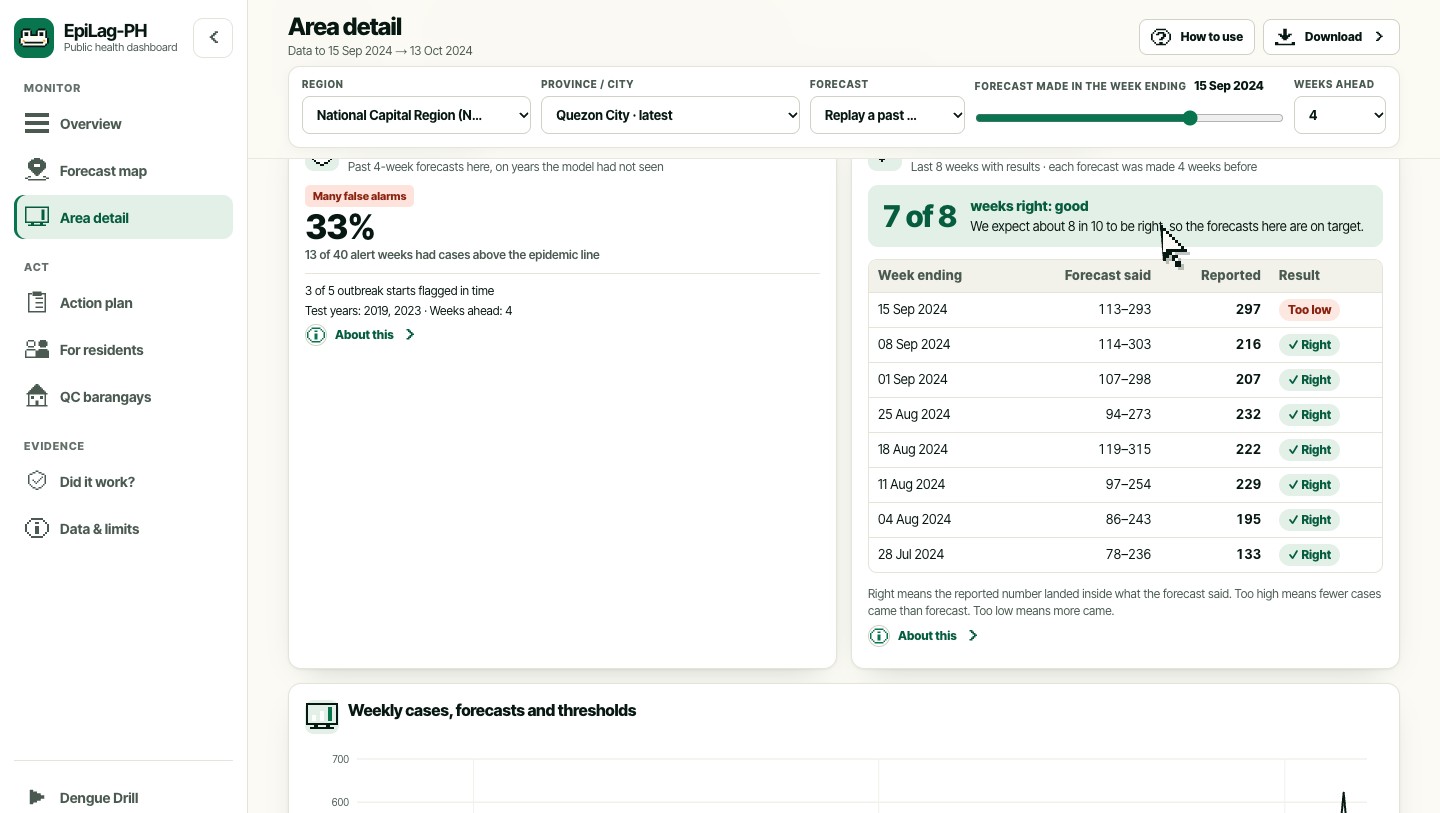 EpiLag-PH
Public health dashboard
MONITOR
Overview
Forecast map
Area detail
ACT
Action plan
For residents
QC barangays
EVIDENCE
Did it work?
Data & limits
Dengue Drill
Area detail
Data to 15 Sep 2024 → 13 Oct 2024
How to use
Download
REGION
National Capital Region (N...
PROVINCE / CITY
Quezon City · latest
FORECAST
Replay a past ...
FORECAST MADE IN THE WEEK ENDING 15 Sep 2024
WEEKS AHEAD
4
Past 4-week forecasts here, on years the model had not seen
Many false alarms
33%
13 of 40 alert weeks had cases above the epidemic line
3 of 5 outbreak starts flagged in time
Test years: 2019, 2023 · Weeks ahead: 4
About this
Last 8 weeks with results · each forecast was made 4 weeks before
7 of 8
weeks right: good
We expect about 8 in 10 to be right, so the forecasts here are on target.
Week ending Forecast said Reported Result
15 Sep 2024 113–293 297 Too low
08 Sep 2024 114–303 216 ✓ Right
01 Sep 2024 107–298 207 ✓ Right
25 Aug 2024 94–273 232 ✓ Right
18 Aug 2024 119–315 222 ✓ Right
11 Aug 2024 97–254 229 ✓ Right
04 Aug 2024 86–243 195 ✓ Right
28 Jul 2024 78–236 133 ✓ Right
Right means the reported number landed inside what the forecast said. Too high means fewer cases
came than forecast. Too low means more came.
About this
Weekly cases, forecasts and thresholds
700
600